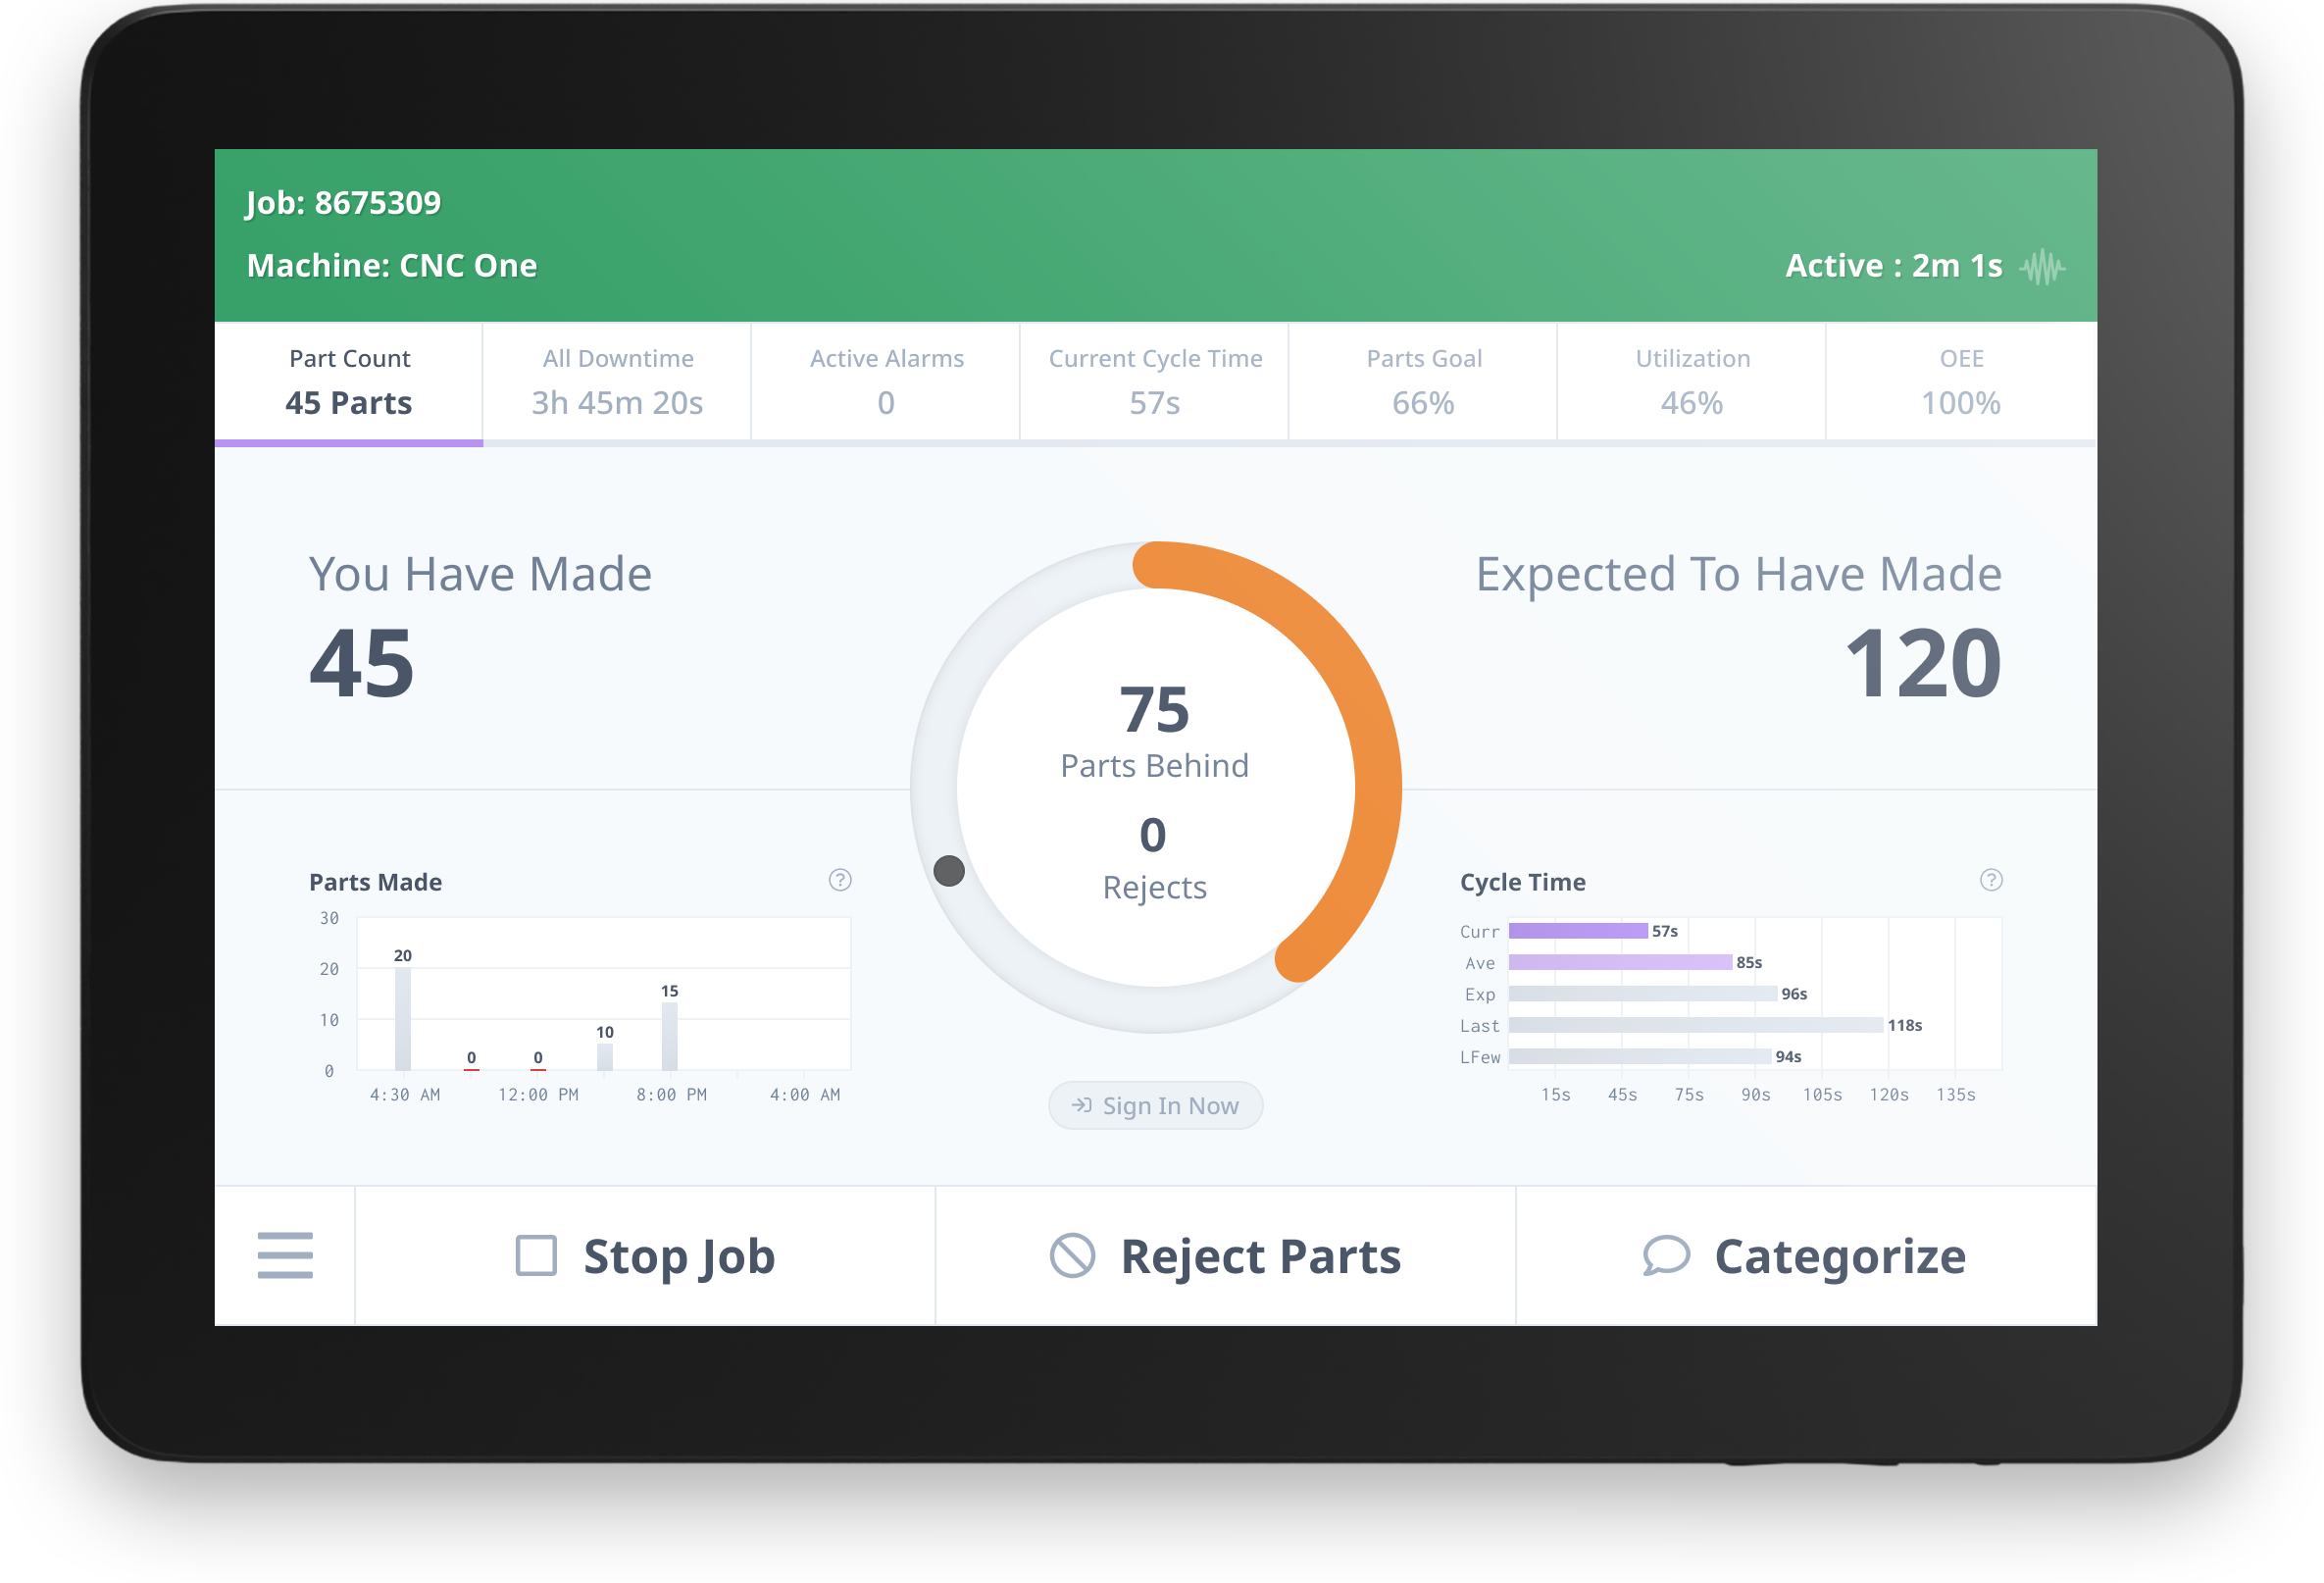 Job: 8675309
Machine: CNC One
Active : 2m 1s
Part Count
45 Parts
All Downtime
3h 45m 20s
Active Alarms
0
Current Cycle Time
57s
Parts Goal
66%
Utilization
46%
OEE
100%
You Have Made
45
Expected To Have Made
120
75
Parts Behind
0
Rejects
Parts Made
?
30
20
10
0
20
0
0
10
15
4:30 AM 12:00 PM 8:00 PM 4:00 AM
Sign In Now
Cycle Time
?
Curr 57s
Ave 85s
Exp 96s
Last 118s
LFew 94s
15s 45s 75s 90s 105s 120s 135s
Stop Job
Reject Parts
Categorize